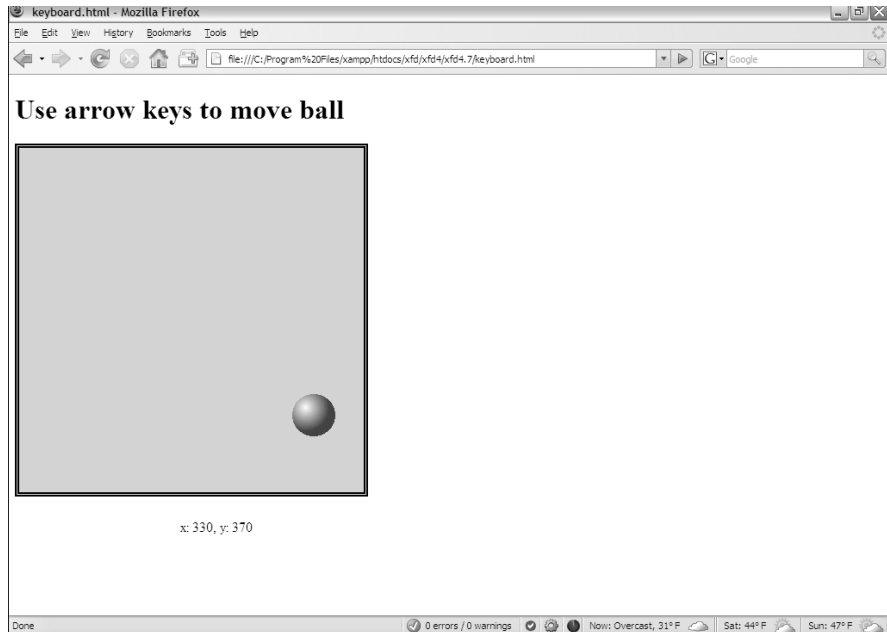 keyboard.html - Mozilla Firefox
File Edit View History Bookmarks Tools Help
file:///C:/Program%20Files/xampp/htdocs/xfd/xfd4/xfd4.7/keyboard.html G Google
Use arrow keys to move ball
x: 330, y: 370
Done 0 errors / 0 warnings Now: Overcast, 31° F Sat: 44° F Sun: 47° F